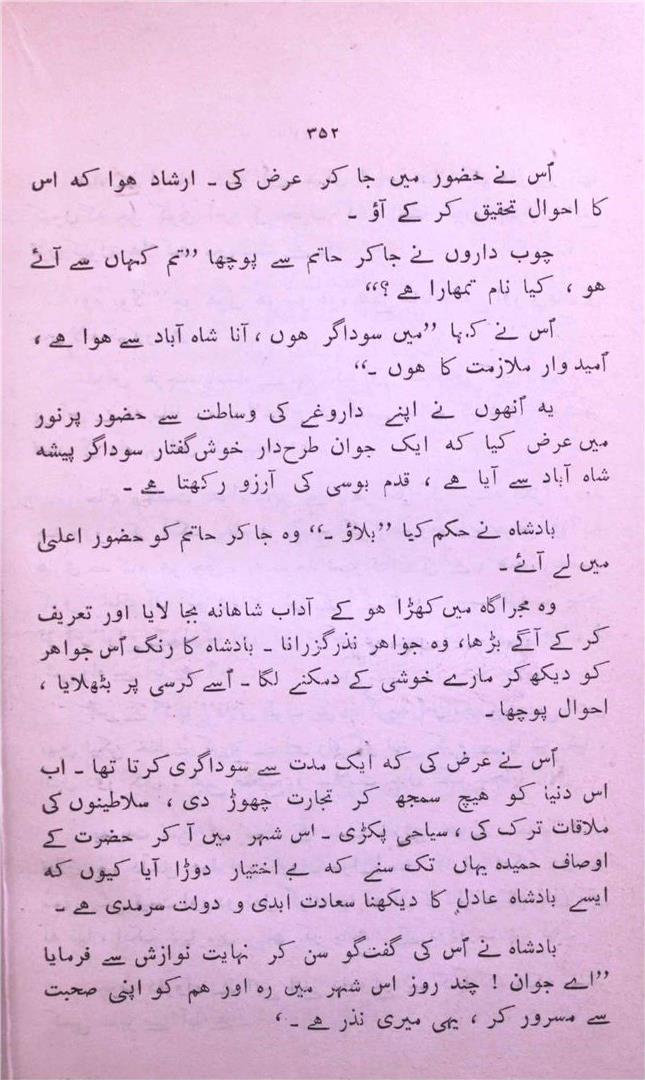 ۳۵۲
اُس نے حضور میں جا کر عرض کی ۔ ارشاد ہوا کہ اس
کا احوال تحقیق کر کے آؤ ۔
چوب داروں نے جاکر حاتم سے پوچھا ”تم کہاں سے آئے
ہو ، کیا نام تمھارا ہے ؟“
اُس نے کہا ”میں سوداگر ہوں ، آنا شاہ آباد سے ہوا ہے ،
اُمیدوار ملازمت کا ہوں ۔“
یہ اُنھوں نے اپنے داروغے کی وساطت سے حضور پرنور
میں عرض کیا کہ ایک جوان طرح‌دار خوش‌گفتار سوداگر پیشہ
شاہ آباد سے آیا ہے ، قدم بوسی کی آرزو رکھتا ہے ۔
بادشاہ نے حکم کیا ”بلاؤ ۔“ وہ جا کر حاتم کو حضور اعلیٰ
میں لے آئے ۔
وہ مجراگاہ میں کھڑا ہو کے آداب شاہانہ بجا لایا اور تعریف
کر کے آگے بڑھا، وہ جواہر نذر گزرانا ۔ بادشاہ کا رنگ اُس جواہر
کو دیکھ کر مارے خوشی کے دمکنے لگا ۔ اُسے کرسی پر بٹھلایا ،
احوال پوچھا ۔
اُس نے عرض کی کہ ایک مدت سے سوداگری کرتا تھا ۔ اب
اس دنیا کو ہیچ سمجھ کر تجارت چھوڑ دی ، سلاطینوں کی
ملاقات ترک کی ، سیاحی پکڑی ۔ اس شہر میں آ کر حضرت کے
اوصاف حمیدہ یہاں تک سنے کہ بے اختیار دوڑا آیا کیوں کہ
ایسے بادشاہ عادل کا دیکھنا سعادت ابدی و دولت سرمدی ہے ۔
بادشاہ نے اُس کی گفت‌گو سن کر نہایت نوازش سے فرمایا
”اے جوان ! چند روز اس شہر میں رہ اور ہم کو اپنی صحبت
سے مسرور کر ، یہی میری نذر ہے ۔‘